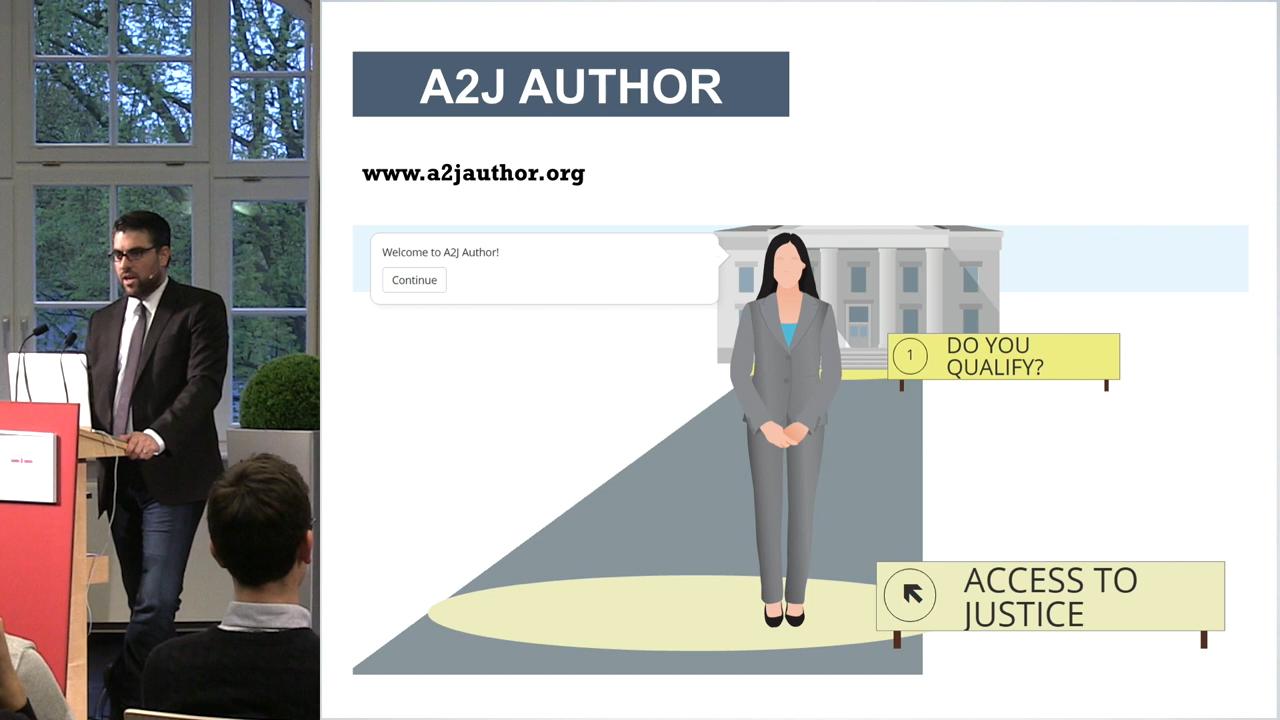 A2J AUTHOR
www.a2jauthor.org
Welcome to A2J Author!
Continue
1
DO YOU
QUALIFY?
ACCESS TO
JUSTICE